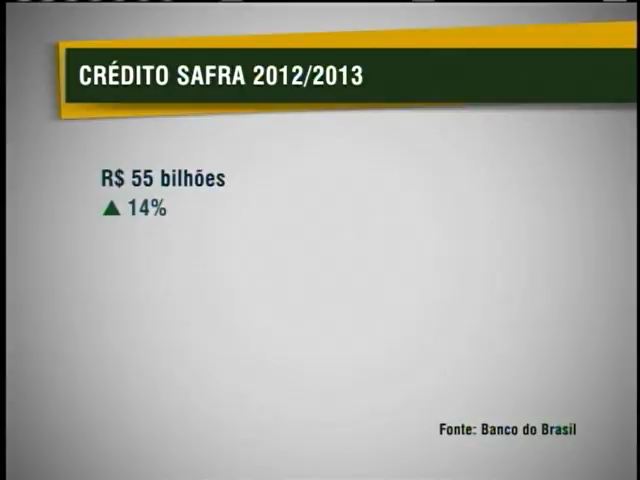 CRÉDITO SAFRA 2012/2013
R$ 55 bilhões
▲ 14%
Fonte: Banco do Brasil